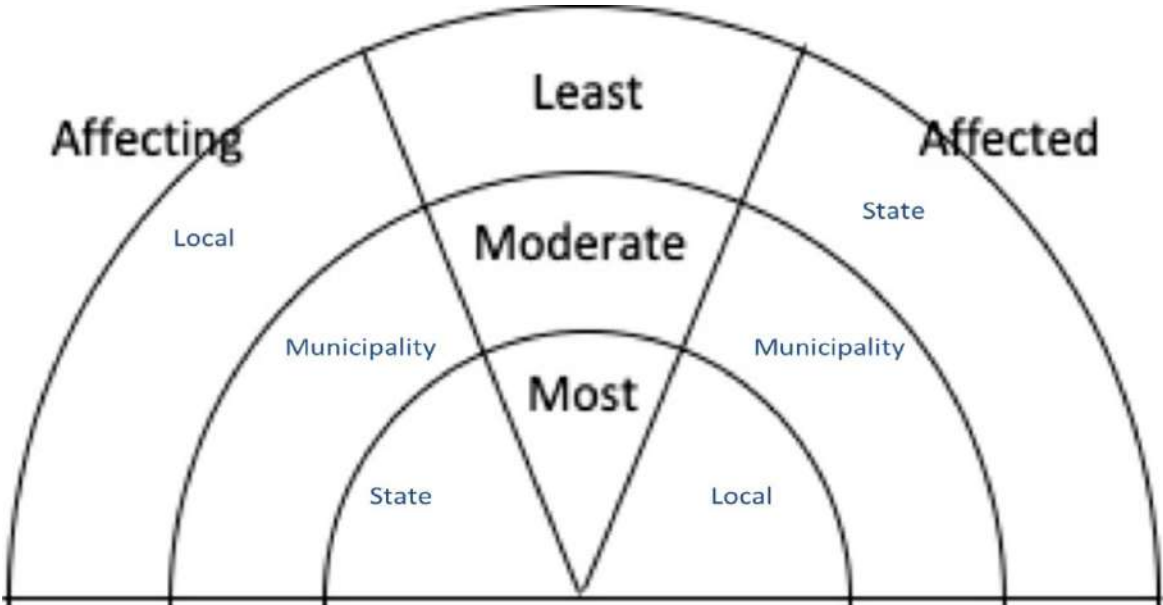 Least
Affecting
Affected
State
Local
Moderate
Municipality
Municipality
Most
State
Local